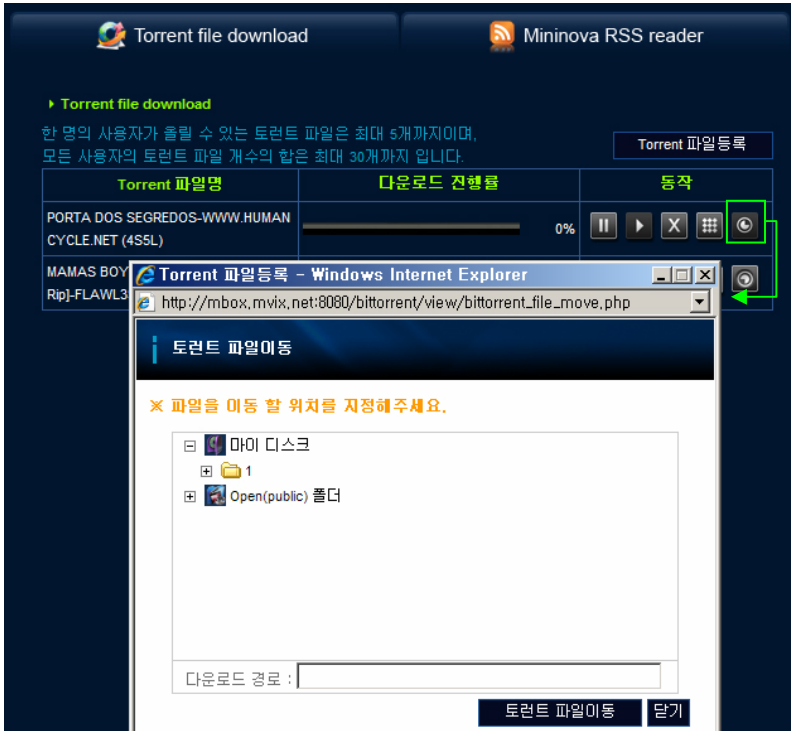 Torrent file download
Mininova RSS reader
Torrent file download
한 명의 사용자가 올릴 수 있는 토런트 파일은 최대 5개까지이며,
모든 사용자의 토런트 파일 개수의 합은 최대 30개까지 입니다.
Torrent 파일등록
Torrent 파일명
다운로드 진행률
동작
PORTA DOS SEGREDOS-WWW.HUMAN
CYCLE.NET (4S5L)
0%
MAMAS BOY
Rip]-FLAWL3
Torrent 파일등록 - Windows Internet Explorer
http://mbox.mvix.net:8080/bittorrent/view/bittorrent_file_move.php
토런트 파일이동
※ 파일을 이동 할 위치를 지정해주세요.
마이 디스크
1
Open(public) 폴더
다운로드 경로 :
토런트 파일이동
닫기